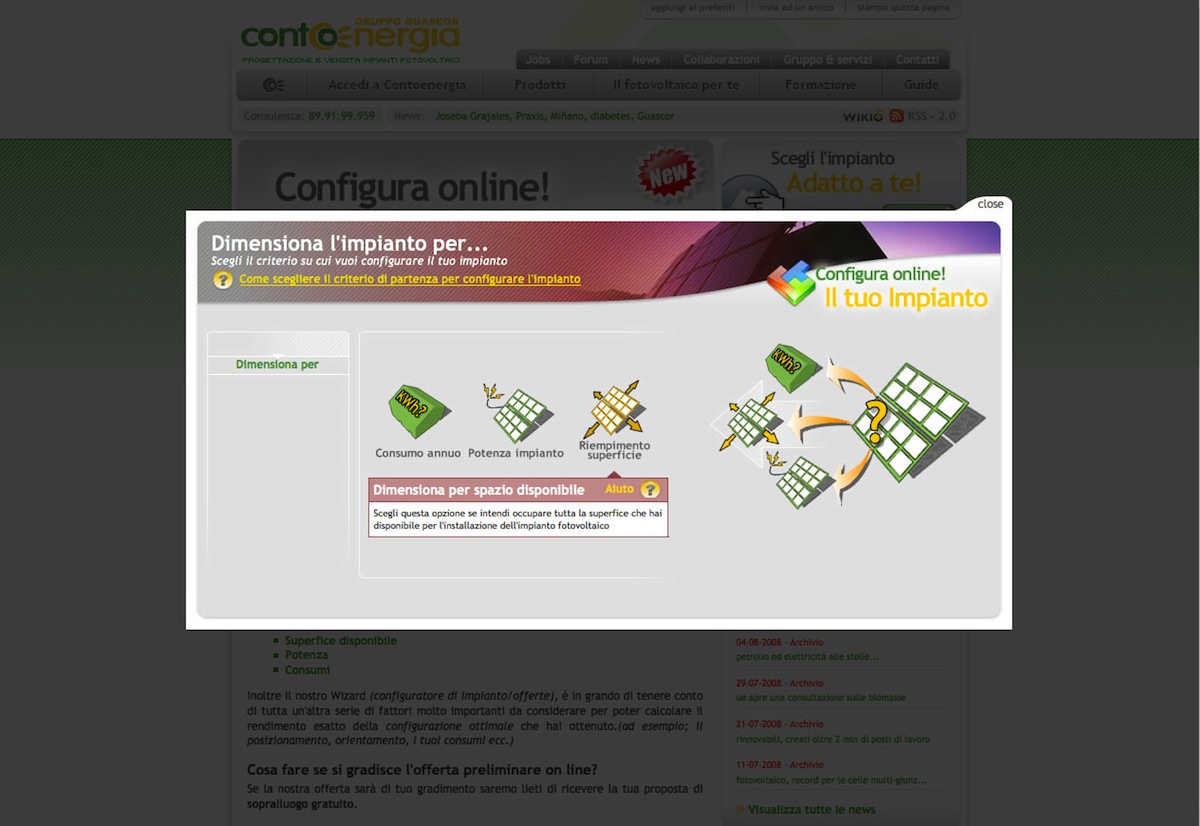 aggiungi ai preferiti
invia ad un amico
stampa questa pagina
GRUPPO GUASCOR
contoenergia
PROGETTAZIONE E VENDITA IMPIANTI FOTOVOLTAICI
Jobs
Forum
News
Collaborazioni
Gruppo & servizi
Contatti
Accedi a Contoenergia
Prodotti
Il fotovoltaico per te
Formazione
Guide
Consulenza: 89.91.99.959
News: Joseba Grajales, Praxis, Miñano, diabetes, Guascor
WIKIO
RSS - 2.0
Configura online!
New
Scegli l'impianto
Adatto a te!
close
Dimensiona l'impianto per...
Scegli il criterio su cui vuoi configurare il tuo impianto
? Come scegliere il criterio di partenza per configurare l'impianto
Configura online!
Il tuo Impianto
Dimensiona per
KWh?
KWh?
?
Consumo annuo
Potenza impianto
Riempimento
superficie
Dimensiona per spazio disponibile
Aiuto ?
Scegli questa opzione se intendi occupare tutta la superfice che hai
disponibile per l'installazione dell'impianto fotovoltaico
Superfice disponibile
Potenza
Consumi
Inoltre il nostro Wizard (configuratore di impianto/offerte), è in grando di tenere conto
di tutta un'altra serie di fattori molto importanti da considerare per poter calcolare il
rendimento esatto della configurazione ottimale che hai ottenuto.(ad esempio; il
posizionamento, orientamento, i tuoi consumi ecc.)
Cosa fare se si gradisce l'offerta preliminare on line?
Se la nostra offerta sarà di tuo gradimento saremo lieti di ricevere la tua proposta di
sopralluogo gratuito.
04-08-2008 - Archivio
petrolio ed elettricità alle stelle...
29-07-2008 - Archivio
ue apre una consultazione sulle biomasse
21-07-2008 - Archivio
rinnovabili, creati oltre 2 mln di posti di lavoro
11-07-2008 - Archivio
fotovoltaico, record per le celle multi-giunz...
» Visualizza tutte le news